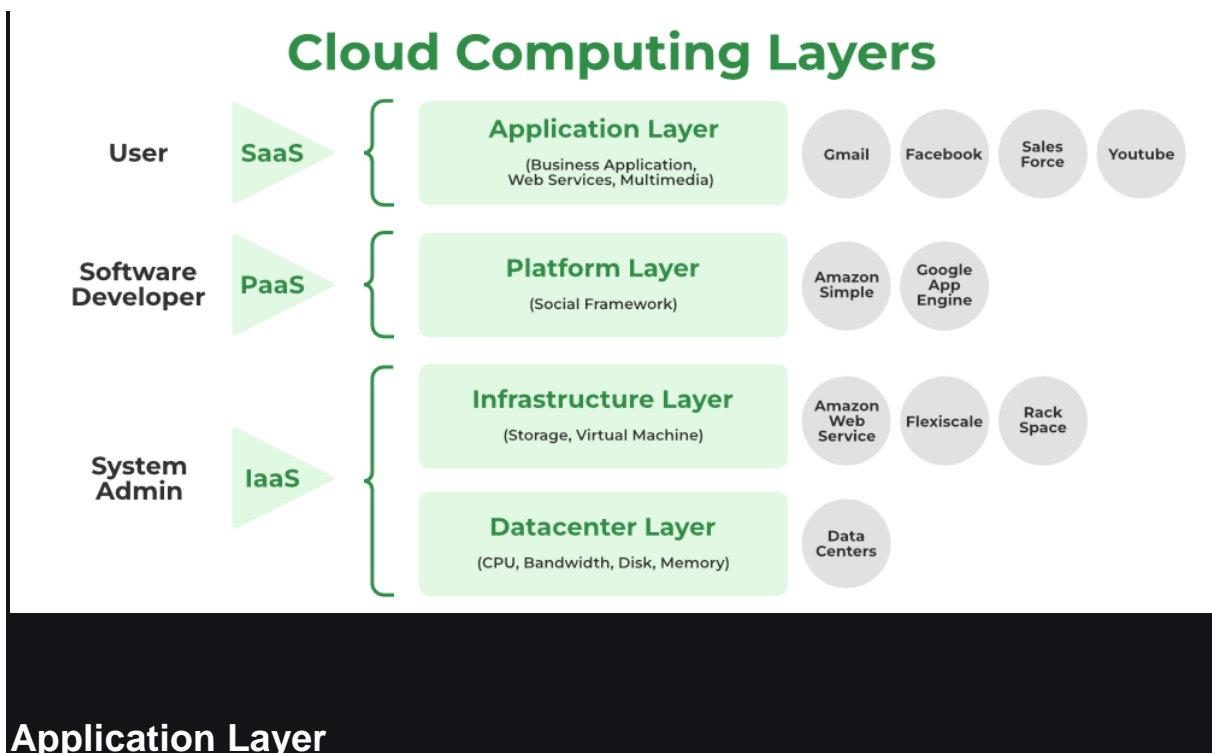 Cloud Computing Layers
User
SaaS
Application Layer
(Business Application,
Web Services, Multimedia)
Gmail
Facebook
Sales
Force
Youtube
Software
Developer
PaaS
Platform Layer
(Social Framework)
Amazon
Simple
Google
App
Engine
System
Admin
IaaS
Infrastructure Layer
(Storage, Virtual Machine)
Amazon
Web
Service
Flexiscale
Rack
Space
Datacenter Layer
(CPU, Bandwidth, Disk, Memory)
Data
Centers
Application Layer